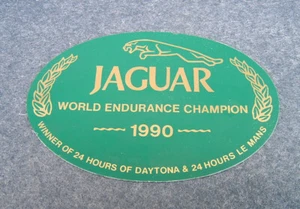 JAGUAR
WORLD ENDURANCE CHAMPION
1990
WINNER OF 24 HOURS OF DAYTONA & 24 HOURS LE MANS